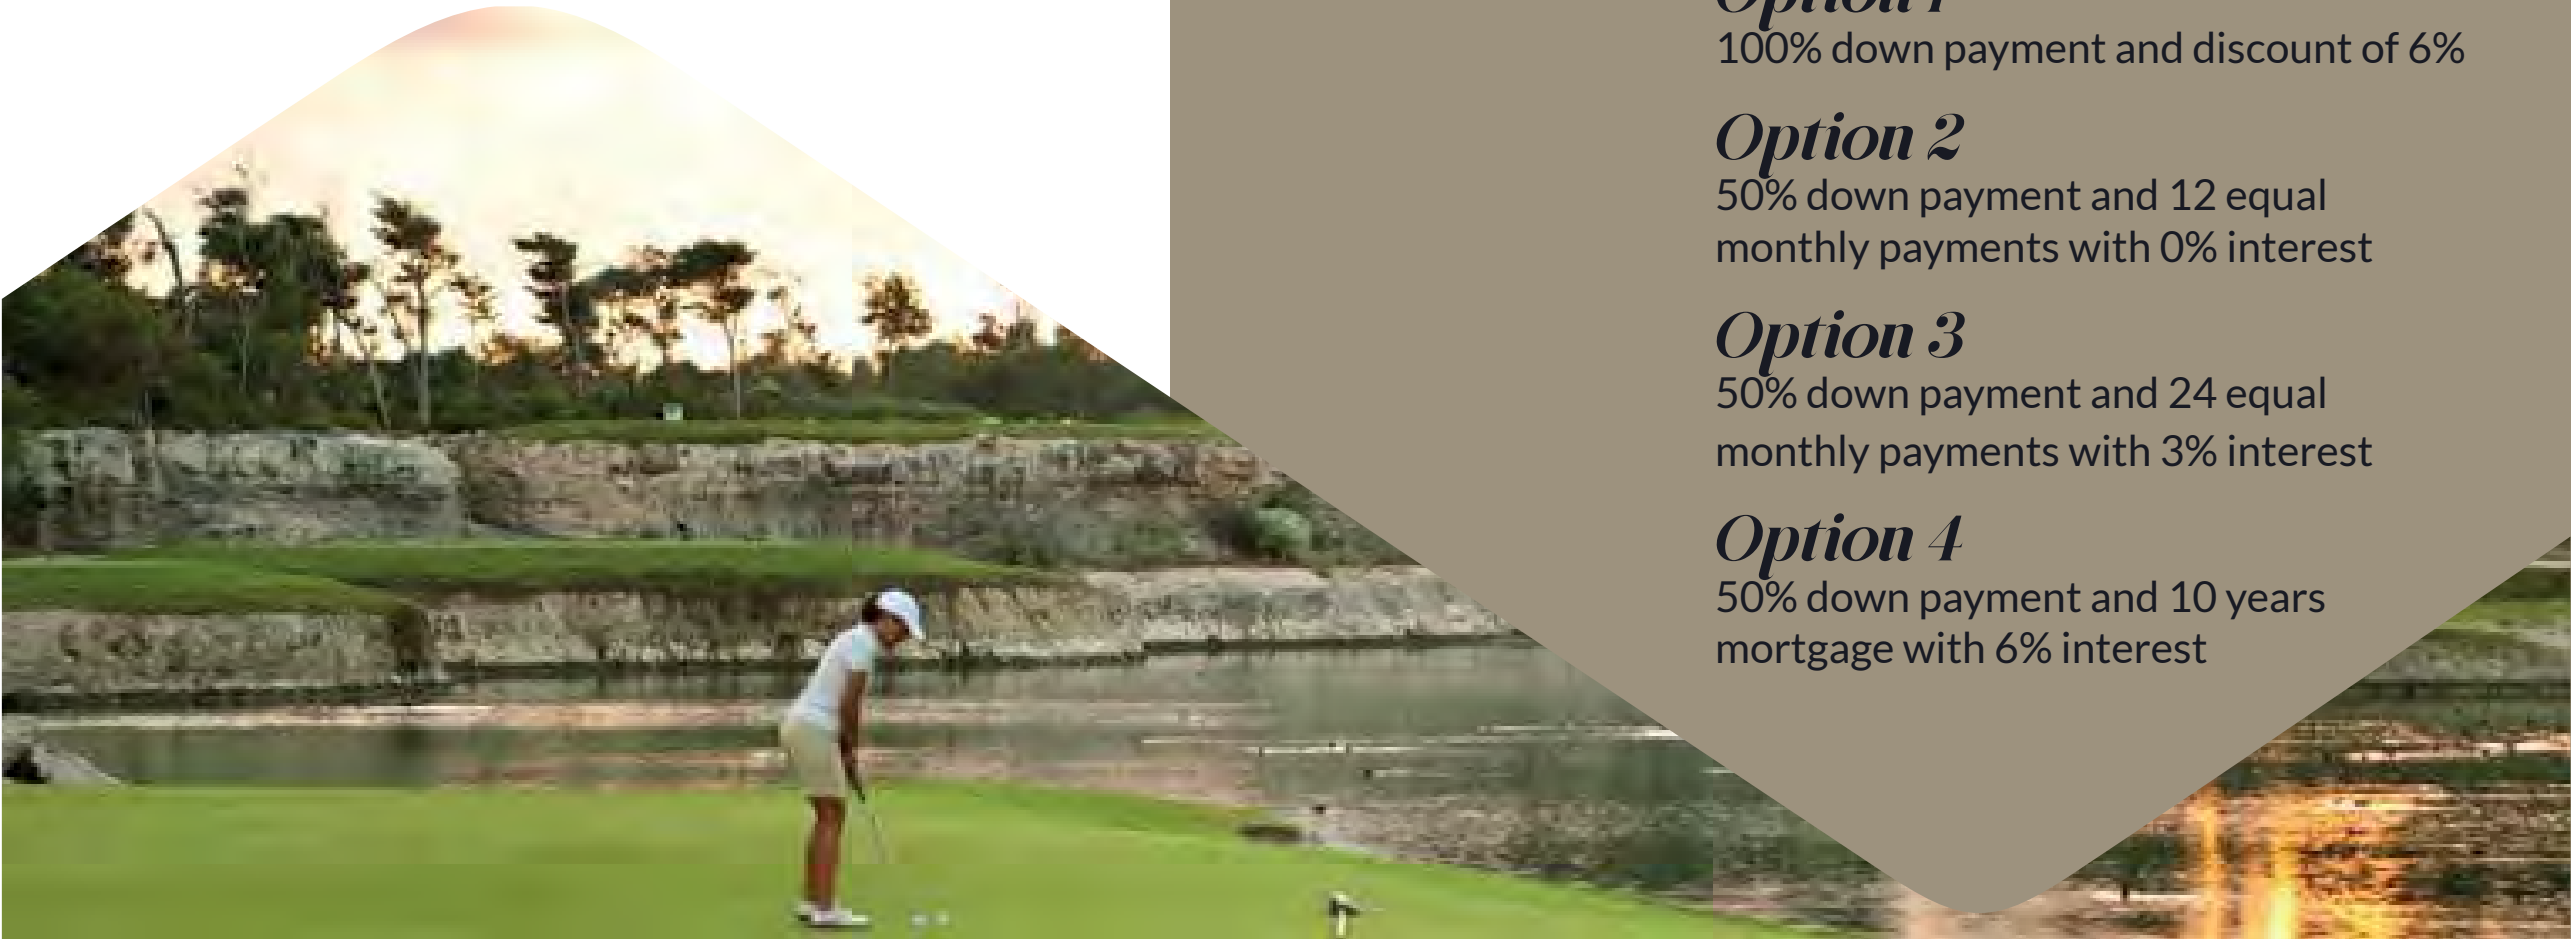 Option 1
100% down payment and discount of 6%
Option 2
50% down payment and 12 equal
monthly payments with 0% interest
Option 3
50% down payment and 24 equal
monthly payments with 3% interest
Option 4
50% down payment and 10 years
mortgage with 6% interest